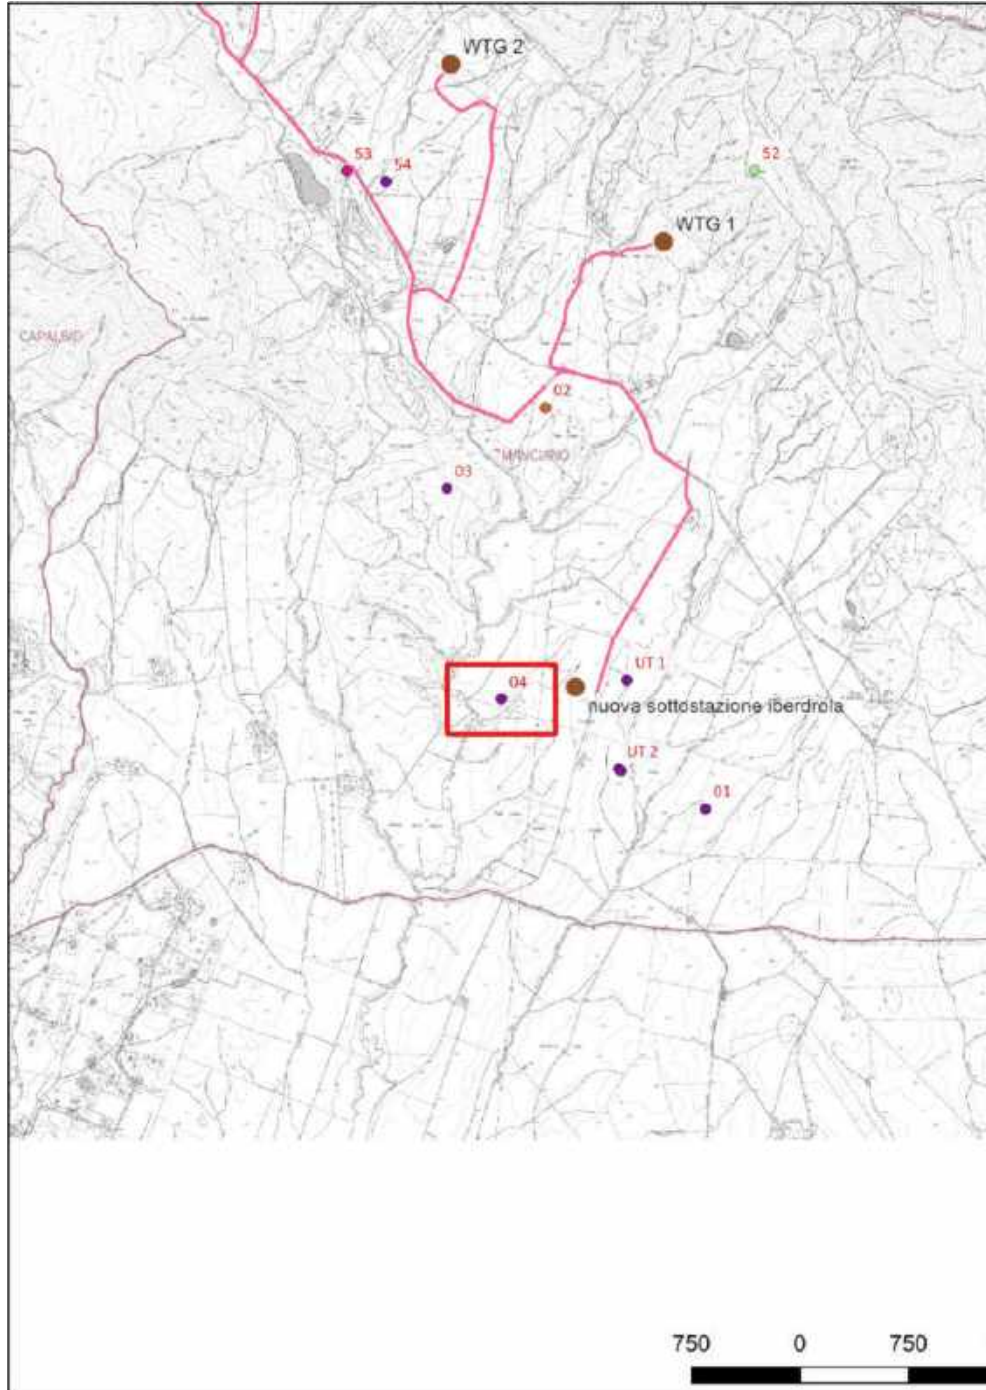 WTG 2
53
54
52
WTG 1
CAPALBIO
02
MANCIANO
03
UT 1
04
nuova sottostazione iberdrola
UT 2
01
750 0 750